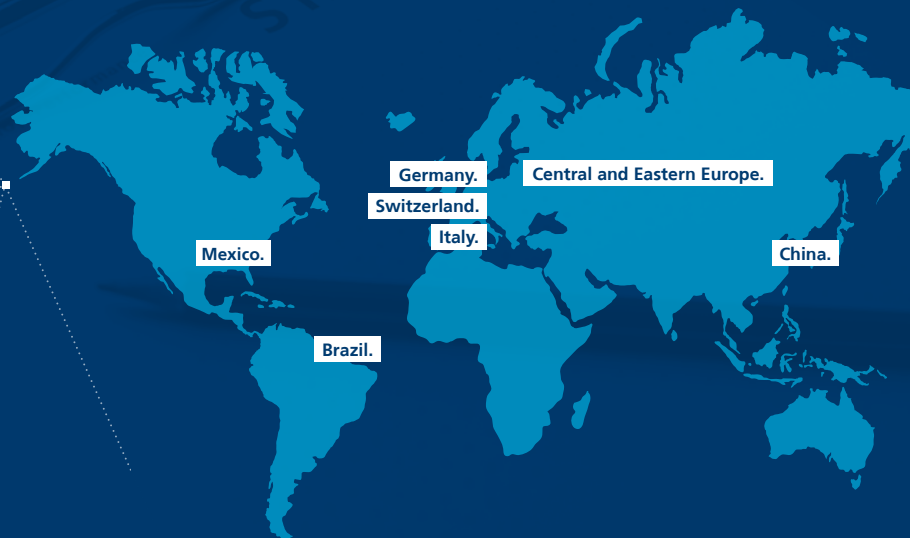 Germany.
Central and Eastern Europe.
Switzerland.
Italy.
Mexico.
China.
Brazil.